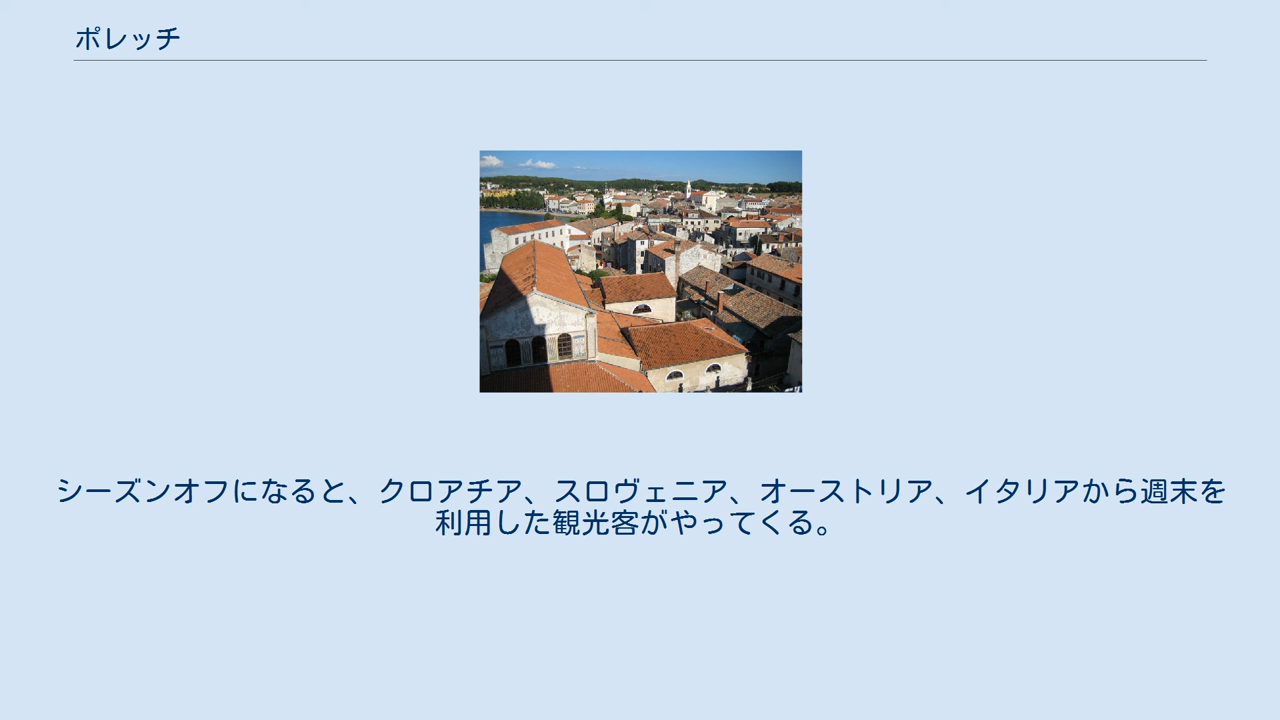 ポレッチ
シーズンオフになると、クロアチア、スロヴェニア、オーストリア、イタリアから週末を
利用した観光客がやってくる。